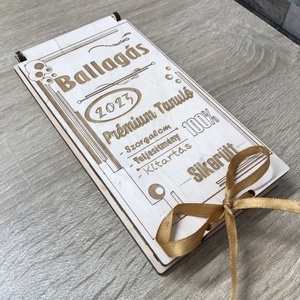 Ballagás
2023
Prémium Tanuló
- Szorgalom
- Teljesítmény
- Kitartás
100%
Sikerült